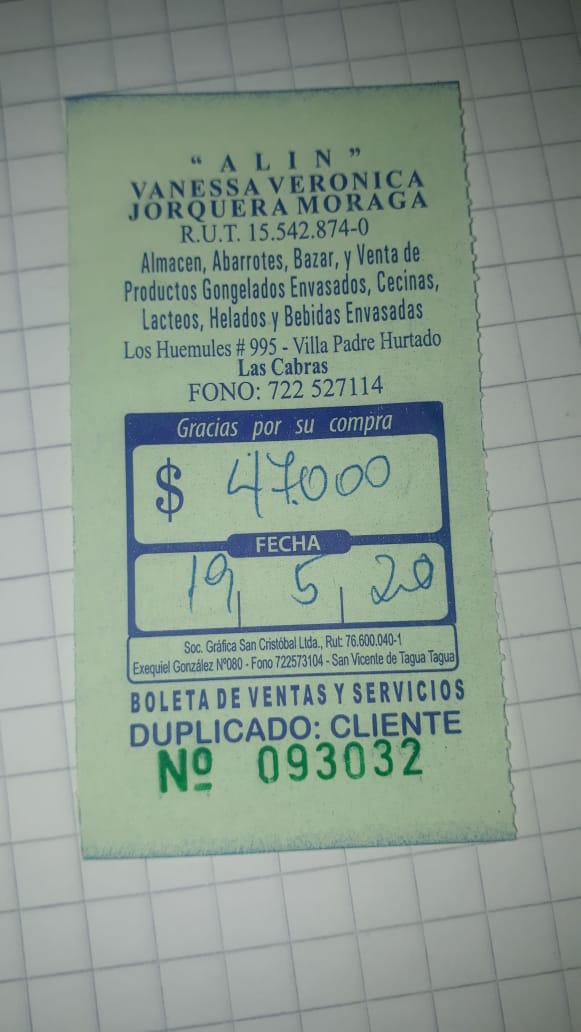 “ A L I N ”
VANESSA VERONICA
JORQUERA MORAGA
R.U.T. 15.542.874-0
Almacen, Abarrotes, Bazar, y Venta de
Productos Gongelados Envasados, Cecinas,
Lacteos, Helados y Bebidas Envasadas
Los Huemules # 995 - Villa Padre Hurtado
Las Cabras
FONO: 722 527114
Gracias por su compra
$ 47.000
FECHA
19 5 20
Soc. Gráfica San Cristóbal Ltda., Rut: 76.600.040-1
Exequiel González Nº080 - Fono 722573104 - San Vicente de Tagua Tagua
BOLETA DE VENTAS Y SERVICIOS
DUPLICADO: CLIENTE
Nº 093032